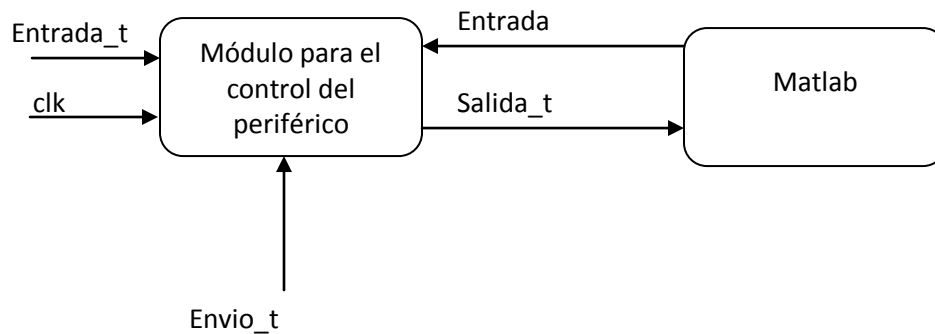 Entrada_t
clk
Módulo para el
control del
periférico
Entrada
Salida_t
Matlab
Envio_t